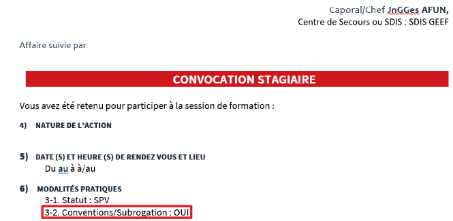 Caporal/Chef JnGGes AFUN,
Centre de Secours ou SDIS : SDIS GEEF
Affaire suivie par
CONVOCATION STAGIAIRE
Vous avez été retenu pour participer à la session de formation :
4) NATURE DE L'ACTION
5) DATE (S) ET HEURE (S) DE RENDEZ VOUS ET LIEU
Du au à à/au
6) MODALITÉS PRATIQUES
3-1. Statut : SPV
3-2. Conventions/Subrogation : OUI